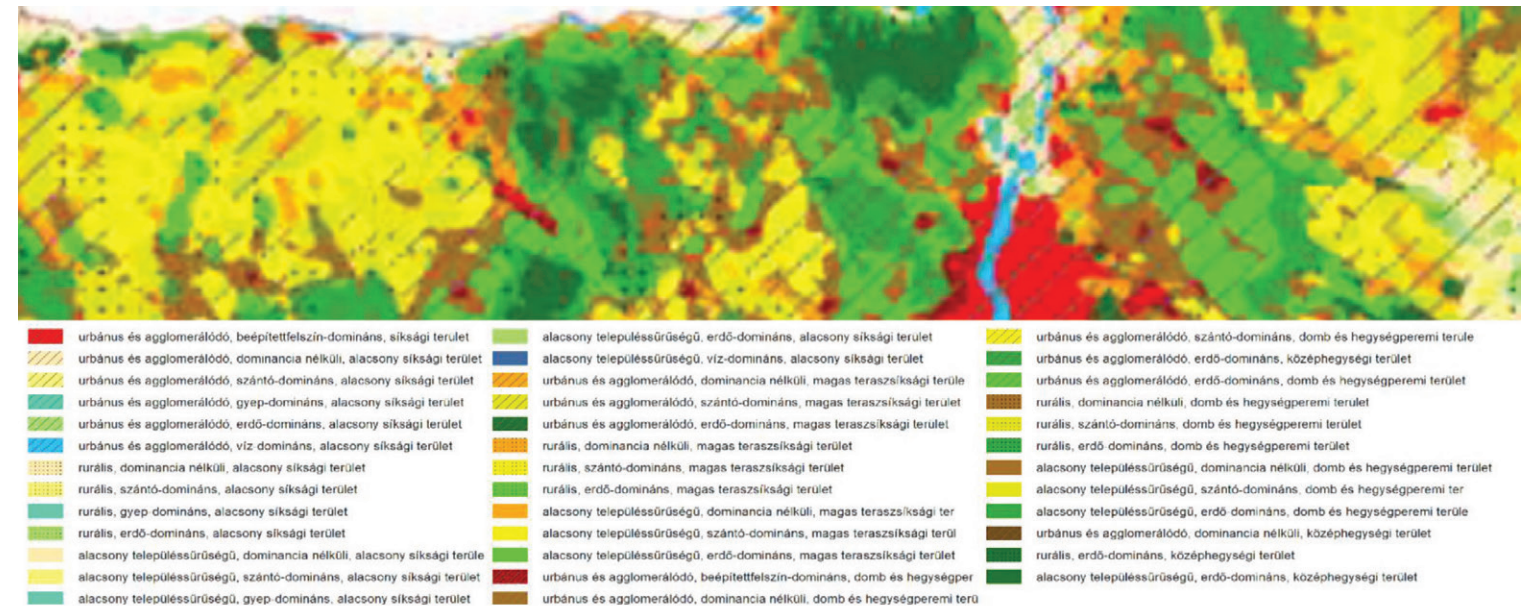 urbánus és agglomerálódó, beépítettfelszín-domináns, síksági terület
urbánus és agglomerálódó, dominancia nélküli, alacsony síksági terület
urbánus és agglomerálódó, szántó-domináns, alacsony síksági terület
urbánus és agglomerálódó, gyep-domináns, alacsony síksági terület
urbánus és agglomerálódó, erdő-domináns, alacsony síksági terület
urbánus és agglomerálódó, víz-domináns, alacsony síksági terület
rurális, dominancia nélküli, alacsony síksági terület
rurális, szántó-domináns, alacsony síksági terület
rurális, gyep-domináns, alacsony síksági terület
rurális, erdő-domináns, alacsony síksági terület
alacsony településsűrűségű, dominancia nélküli, alacsony síksági terüle
alacsony településsűrűségű, szántó-domináns, alacsony síksági terület
alacsony településsűrűségű, gyep-domináns, alacsony síksági terület
alacsony településsűrűségű, erdő-domináns, alacsony síksági terület
alacsony településsűrűségű, víz-domináns, alacsony síksági terület
urbánus és agglomerálódó, dominancia nélküli, magas teraszsíksági terüle
urbánus és agglomerálódó, szántó-domináns, magas teraszsíksági terület
urbánus és agglomerálódó, erdő-domináns, magas teraszsíksági terület
rurális, dominancia nélküli, magas teraszsíksági terület
rurális, szántó-domináns, magas teraszsíksági terület
rurális, erdő-domináns, magas teraszsíksági terület
alacsony településsűrűségű, dominancia nélküli, magas teraszsíksági ter
alacsony településsűrűségű, szántó-domináns, magas teraszsíksági terül
alacsony településsűrűségű, erdő-domináns, magas teraszsíksági terület
urbánus és agglomerálódó, beépítettfelszín-domináns, domb és hegységper
urbánus és agglomerálódó, dominancia nélküli, domb és hegységperemi terü
urbánus és agglomerálódó, szántó-domináns, domb és hegységperemi terüle
urbánus és agglomerálódó, erdő-domináns, középhegységi terület
urbánus és agglomerálódó, erdő-domináns, domb és hegységperemi terület
rurális, dominancia nélküli, domb és hegységperemi terület
rurális, szántó-domináns, domb és hegységperemi terület
rurális, erdő-domináns, domb és hegységperemi terület
alacsony településsűrűségű, dominancia nélküli, domb és hegységperemi terület
alacsony településsűrűségű, szántó-domináns, domb és hegységperemi ter
alacsony településsűrűségű, erdő-domináns, domb és hegységperemi terüle
urbánus és agglomerálódó, dominancia nélküli, középhegységi terület
rurális, erdő-domináns, középhegységi terület
alacsony településsűrűségű, erdő-domináns, középhegységi terület